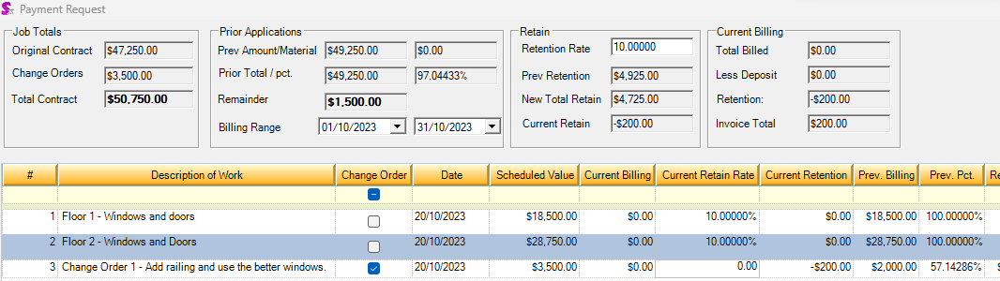 Payment Request
Job Totals
Original Contract $47,250.00
Change Orders $3,500.00
Total Contract $50,750.00
Prior Applications
Prev Amount/Material $49,250.00 $0.00
Prior Total / pct. $49,250.00 97.04433%
Remainder $1,500.00
Billing Range 01/10/2023 31/10/2023
Retain
Retention Rate 10.00000
Prev Retention $4,925.00
New Total Retain $4,725.00
Current Retain -$200.00
Current Billing
Total Billed $0.00
Less Deposit $0.00
Retention: -$200.00
Invoice Total $200.00
# Description of Work Change Order Date Scheduled Value Current Billing Current Retain Rate Current Retention Prev. Billing Prev. Pct. Re
1 Floor 1 - Windows and doors 20/10/2023 $18,500.00 $0.00 10.00000% $0.00 $18,500.00 100.00000%
2 Floor 2 - Windows and Doors 20/10/2023 $28,750.00 $0.00 10.00000% $0.00 $28,750.00 100.00000%
3 Change Order 1 - Add railing and use the better windows. 20/10/2023 $3,500.00 $0.00 0.00 -$200.00 $2,000.00 57.14286%